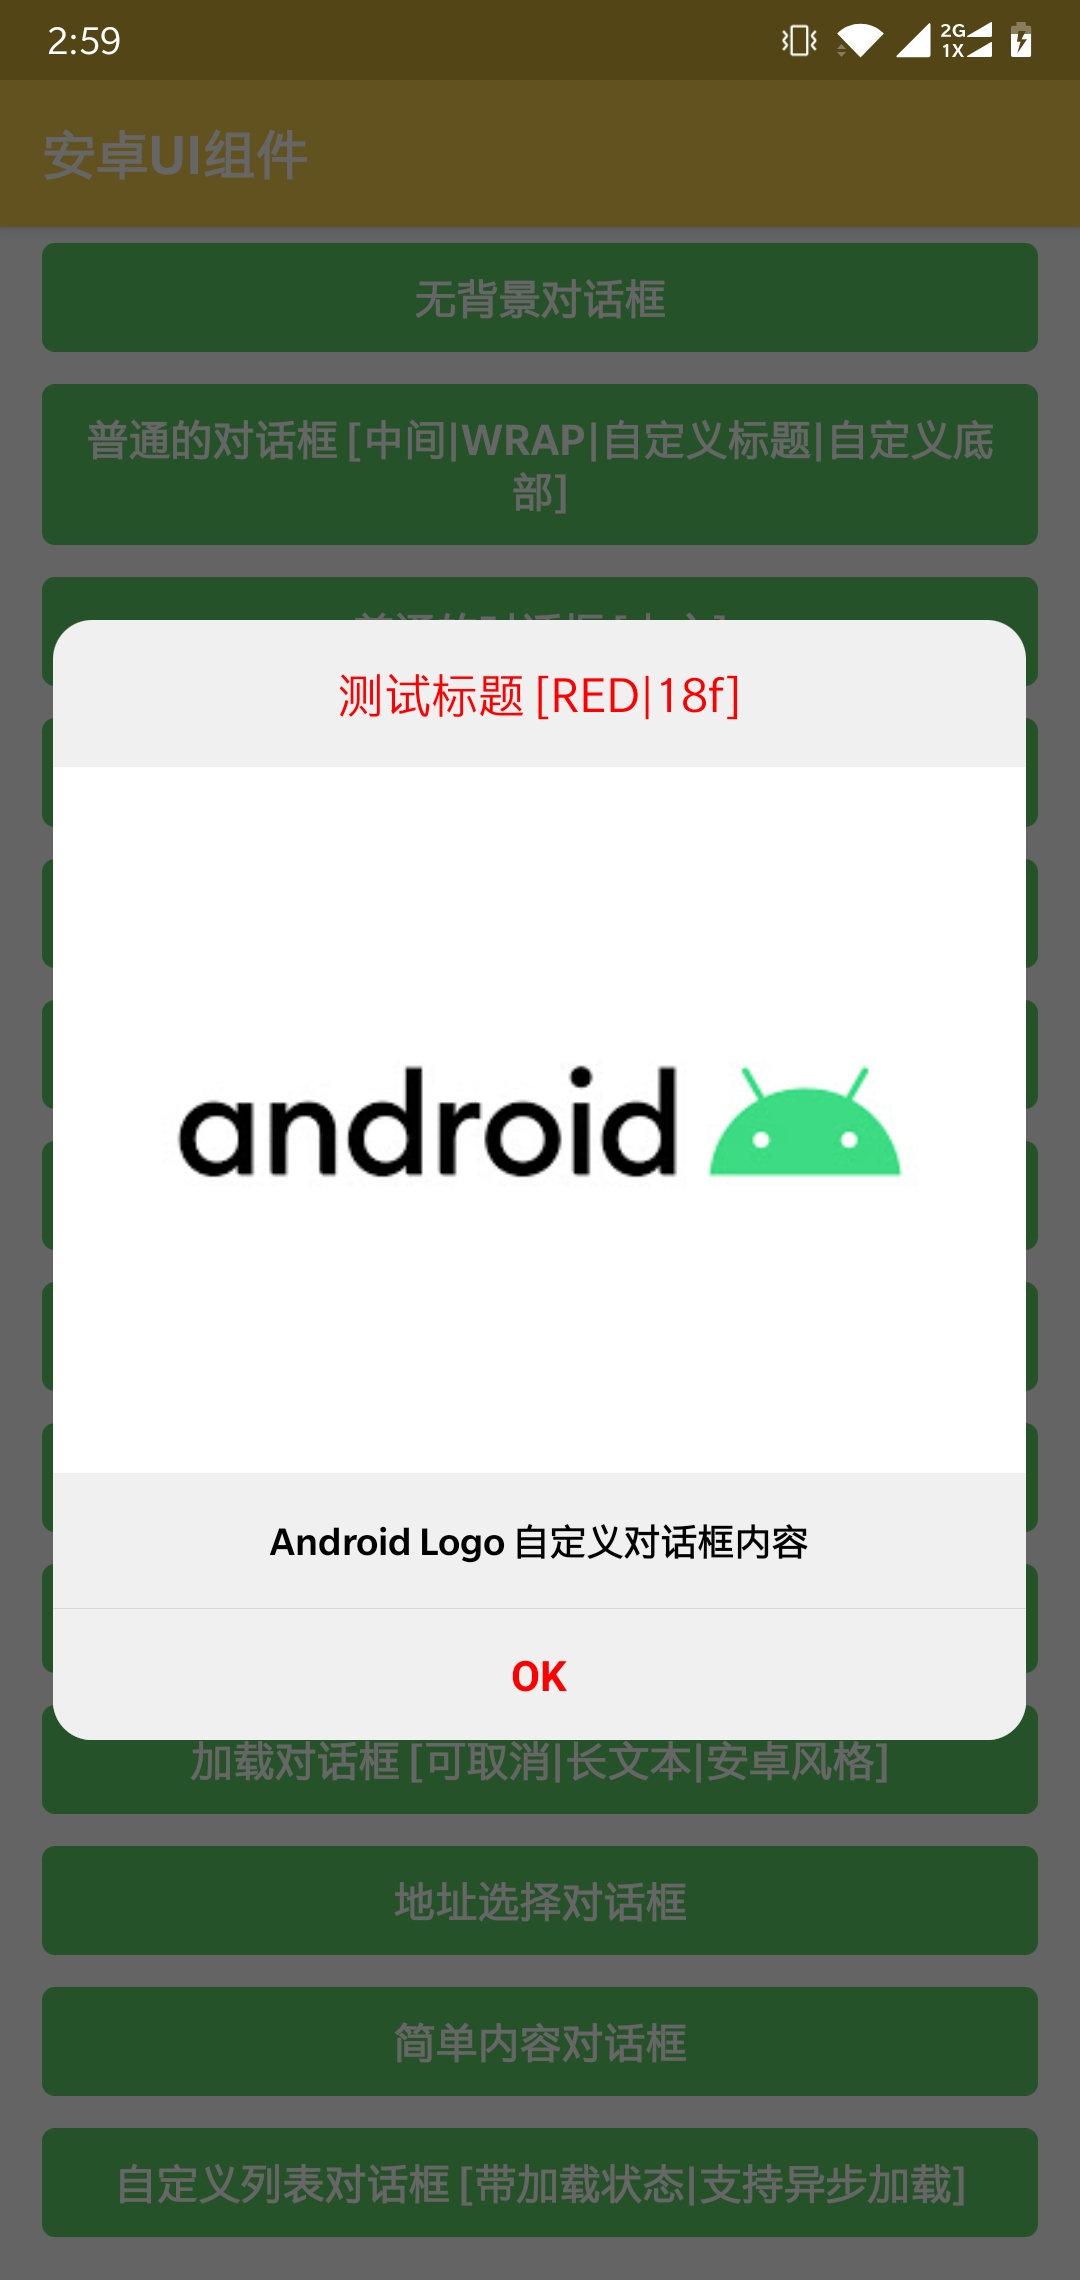 2:59
2G
1X
安卓UI组件
无背景对话框
普通的对话框 [中间|WRAP|自定义标题|自定义底
部]
测试标题 [RED|18f]
android
Android Logo 自定义对话框内容
OK
加载对话框 [可取消|长文本|安卓风格]
地址选择对话框
简单内容对话框
自定义列表对话框 [带加载状态|支持异步加载]